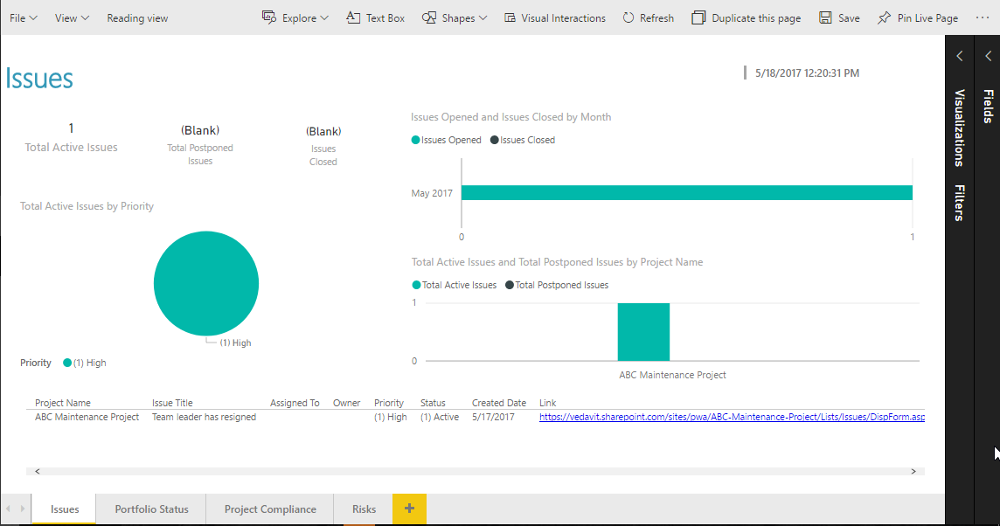 File View Reading view Explore Text Box Shapes Visual Interactions Refresh Duplicate this page Save Pin Live Page ...
Issues
5/18/2017 12:20:31 PM
1
Total Active Issues
(Blank)
Total Postponed
Issues
(Blank)
Issues
Closed
Issues Opened and Issues Closed by Month
Issues Opened Issues Closed
May 2017
0 1
Total Active Issues by Priority
(1) High
Priority (1) High
Total Active Issues and Total Postponed Issues by Project Name
Total Active Issues Total Postponed Issues
1
0
ABC Maintenance Project
Project Name Issue Title Assigned To Owner Priority Status Created Date Link
ABC Maintenance Project Team leader has resigned (1) High (1) Active 5/17/2017 https://vedavit.sharepoint.com/sites/pwa/ABC-Maintenance-Project/Lists/Issues/DispForm.asp
Issues Portfolio Status Project Compliance Risks +
Visualizations
Filters
Fields